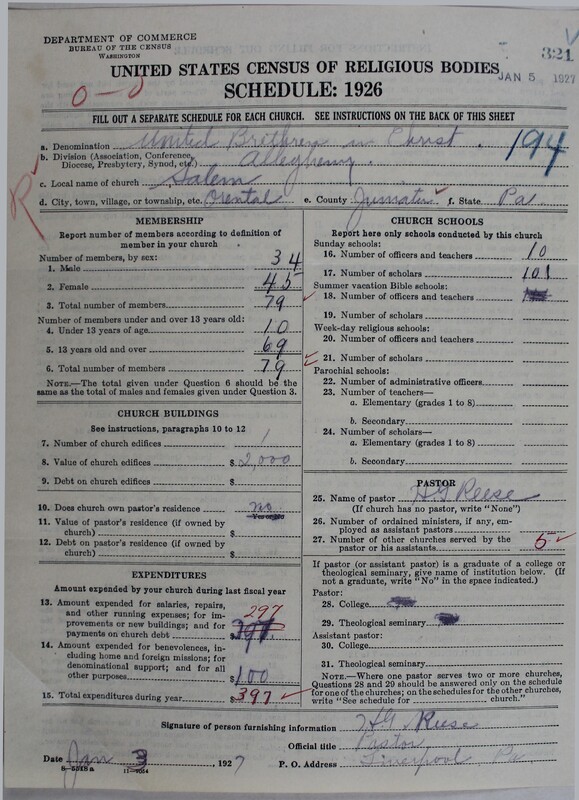 DEPARTMENT OF COMMERCE
BUREAU OF THE CENSUS
WASHINGTON
321
JAN 5 1927
UNITED STATES CENSUS OF RELIGIOUS BODIES
SCHEDULE: 1926
0-0
FILL OUT A SEPARATE SCHEDULE FOR EACH CHURCH. SEE INSTRUCTIONS ON THE BACK OF THIS SHEET
194
a. Denomination United Brethren in Christ.
b. Division (Association, Conference, Diocese, Presbytery, Synod, etc.) Allegheny.
c. Local name of church Salem
R
d. City, town, village, or township, etc. Orental e. County Juniata f. State Pa
MEMBERSHIP
Report number of members according to definition of
member in your church
Number of members, by sex:
1. Male 34
2. Female 45
3. Total number of members 79
Number of members under and over 13 years old:
4. Under 13 years of age 10
5. 13 years old and over 69
6. Total number of members 79
NOTE.—The total given under Question 6 should be the
same as the total of males and females given under Question 3.
CHURCH BUILDINGS
See instructions, paragraphs 10 to 12
7. Number of church edifices 1
8. Value of church edifices $ 2,000
9. Debt on church edifices $
10. Does church own pastor's residence no
Yes or No
11. Value of pastor's residence (if owned by
church) $
12. Debt on pastor's residence (if owned by
church) $
EXPENDITURES
Amount expended by your church during last fiscal year
13. Amount expended for salaries, repairs,
and other running expenses; for im-
provements or new buildings; and for
payments on church debt $ 297
14. Amount expended for benevolences, in-
cluding home and foreign missions; for
denominational support; and for all
other purposes $ 100
15. Total expenditures during year $ 397
CHURCH SCHOOLS
Report here only schools conducted by this church
Sunday schools:
16. Number of officers and teachers 10
17. Number of scholars 101
Summer vacation Bible schools:
18. Number of officers and teachers
19. Number of scholars
Week-day religious schools:
20. Number of officers and teachers
21. Number of scholars
Parochial schools:
22. Number of administrative officers
23. Number of teachers—
a. Elementary (grades 1 to 8)
b. Secondary
24. Number of scholars—
a. Elementary (grades 1 to 8)
b. Secondary
PASTOR
25. Name of pastor H G Reese
(If church has no pastor, write "None")
26. Number of ordained ministers, if any, em-
ployed as assistant pastors
27. Number of other churches served by the
pastor or his assistants 5
If pastor (or assistant pastor) is a graduate of a college or
theological seminary, give name of institution below. (If
not a graduate, write "No" in the space indicated.)
Pastor:
28. College
29. Theological seminary
Assistant pastor:
30. College
31. Theological seminary
NOTE.—Where one pastor serves two or more churches,
Questions 28 and 29 should be answered only on the schedule
for one of the churches; on the schedules for the other churches,
write "See schedule for church."
Signature of person furnishing information H G Reese
Official title Pastor
Date Jan 3, 1927 P. O. Address Liverpool Pa
8-5518 a 11-9054